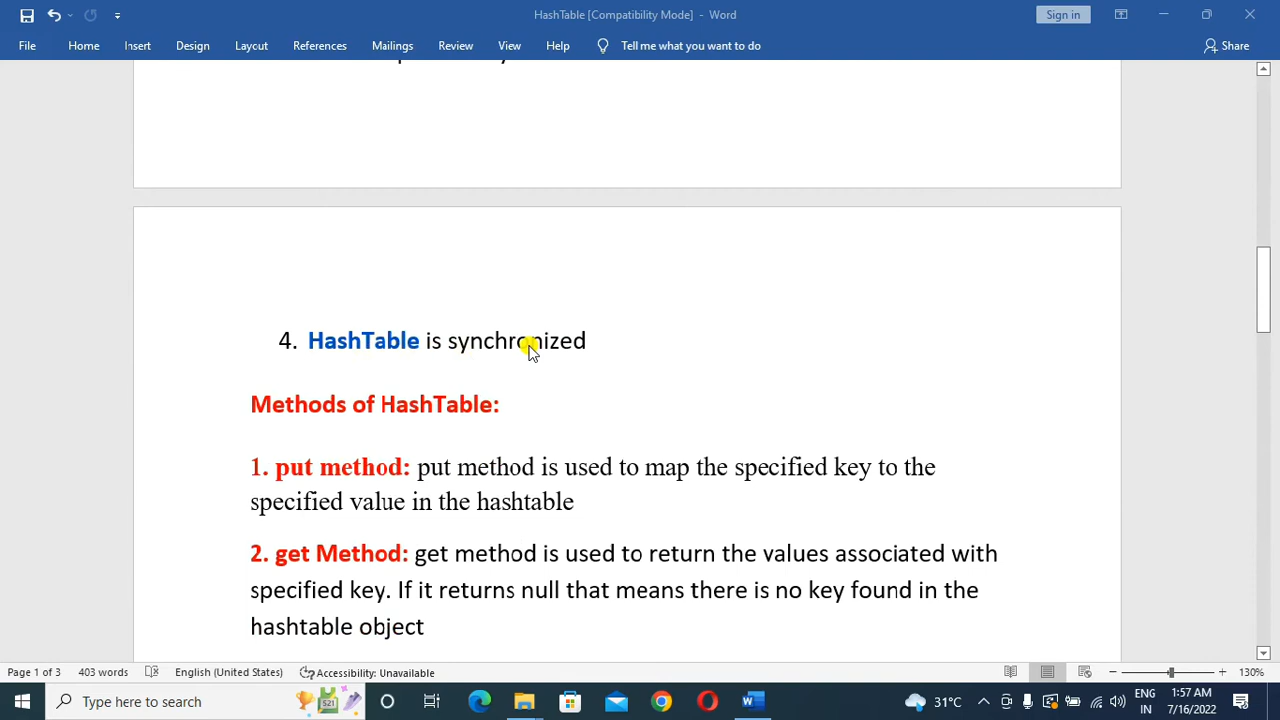 HashTable [Compatibility Mode] - Word
Sign in
File Home Insert Design Layout References Mailings Review View Help Tell me what you want to do Share
4. HashTable is synchronized
Methods of HashTable:
1. put method: put method is used to map the specified key to the
specified value in the hashtable
2. get Method: get method is used to return the values associated with
specified key. If it returns null that means there is no key found in the
hashtable object
Page 1 of 3 403 words English (United States) Accessibility: Unavailable 130%
Type here to search
31°C
ENG
IN
1:57 AM
7/16/2022